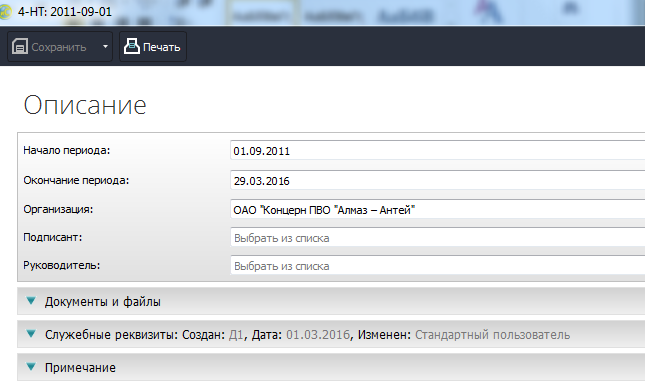 4-НТ: 2011-09-01
Сохранить
Печать
Описание
Начало периода: 01.09.2011
Окончание периода: 29.03.2016
Организация: ОАО "Концерн ПВО "Алмаз – Антей"
Подписант: Выбрать из списка
Руководитель: Выбрать из списка
Документы и файлы
Служебные реквизиты: Создан: Д1, Дата: 01.03.2016, Изменен: Стандартный пользователь
Примечание